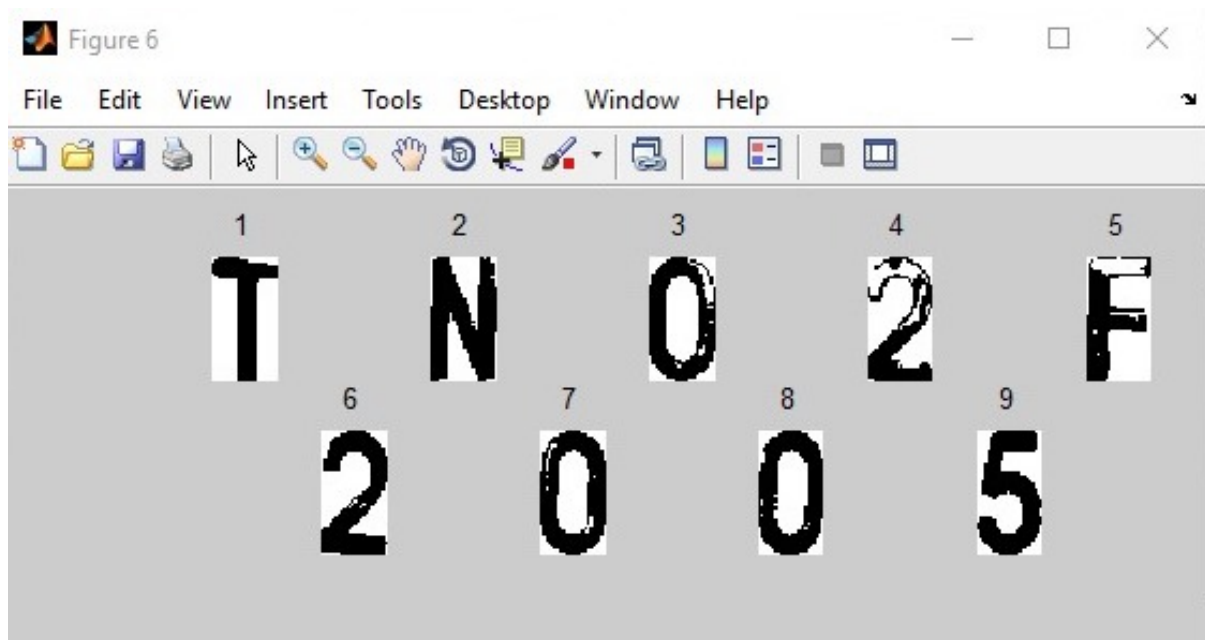 Figure 6
File Edit View Insert Tools Desktop Window Help
1 2 3 4 5
T N 0 2 F
6 7 8 9
2 0 0 5